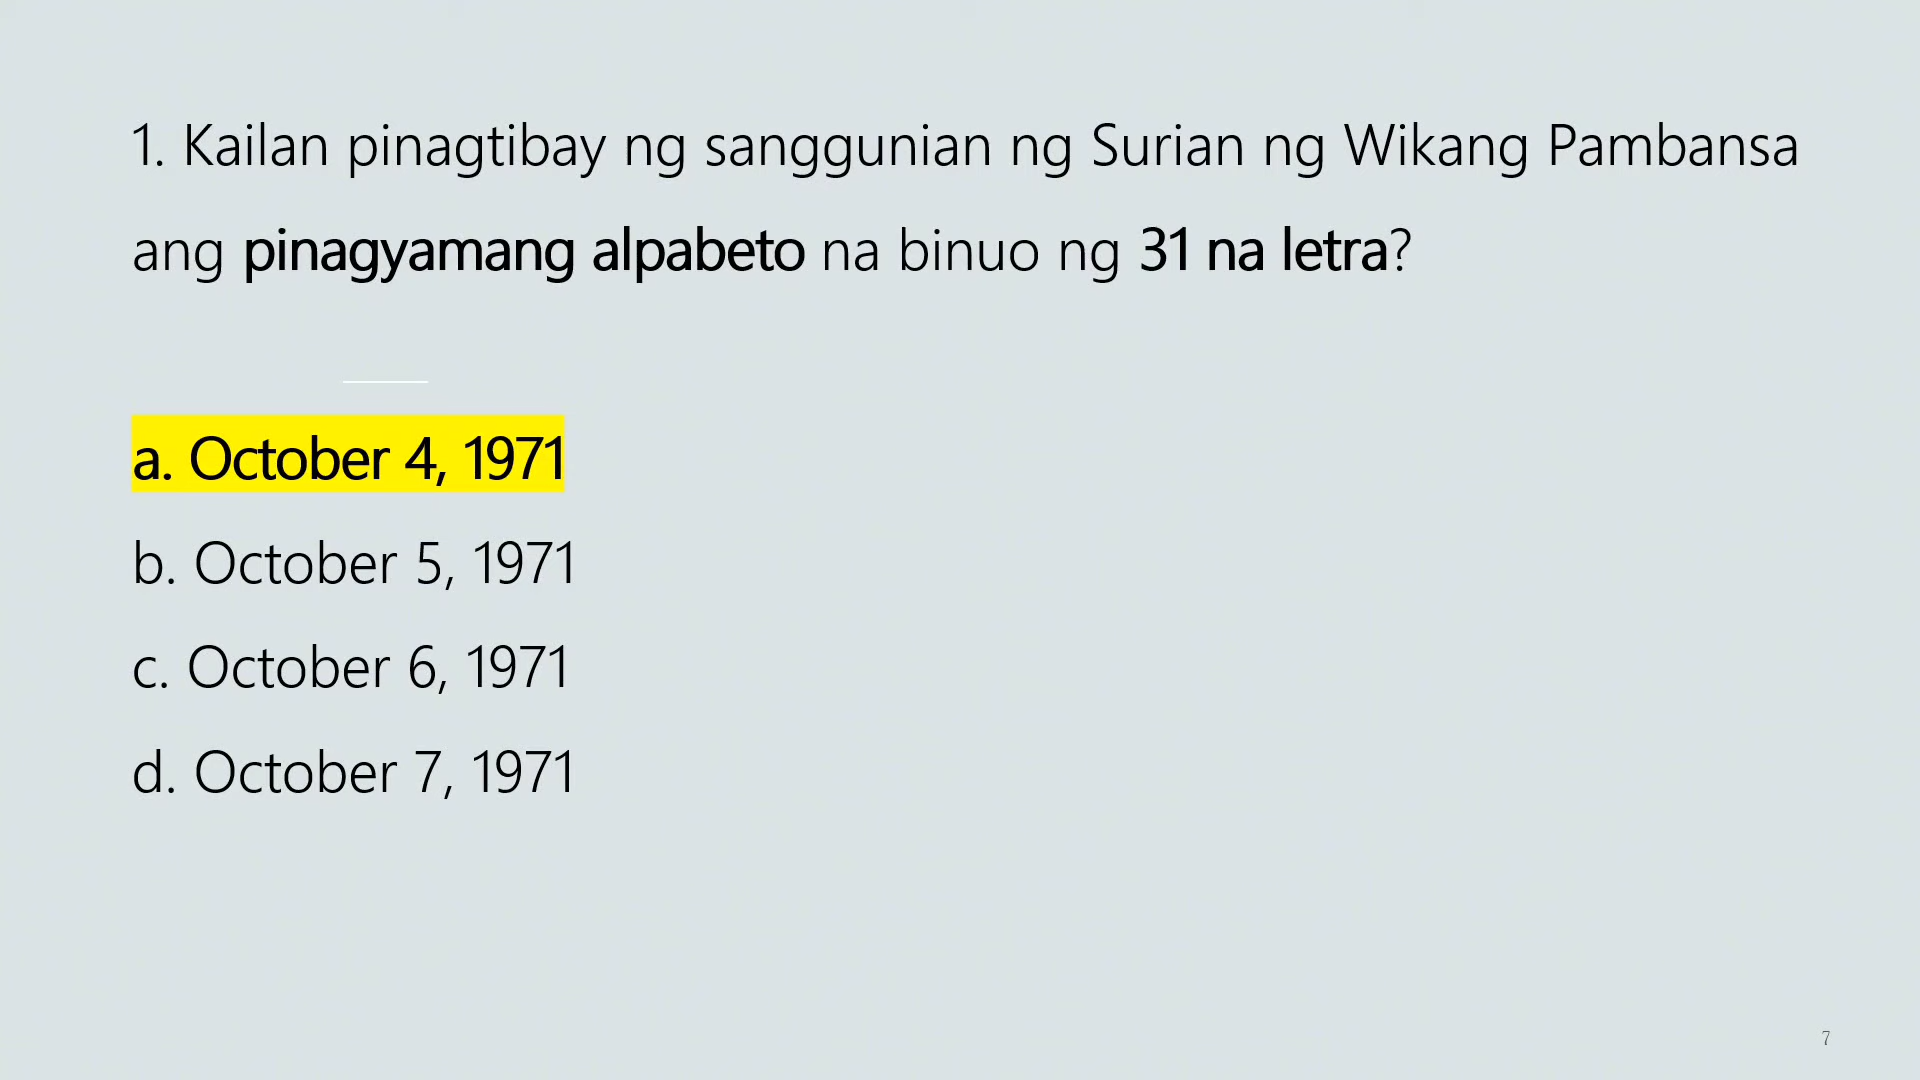 1. Kailan pinagtibay ng sanggunian ng Surian ng Wikang Pambansa
ang pinagyamang alpabeto na binuo ng 31 na letra?
a. October 4, 1971
b. October 5, 1971
c. October 6, 1971
d. October 7, 1971
7